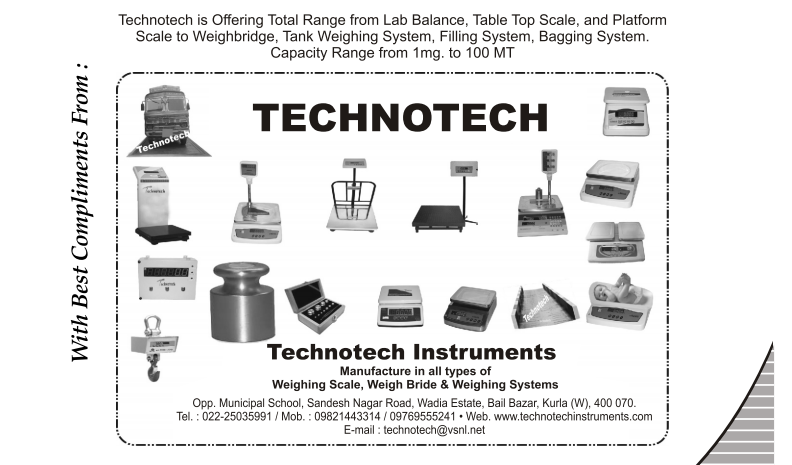 Technotech is Offering Total Range from Lab Balance, Table Top Scale, and Platform
Scale to Weighbridge, Tank Weighing System, Filling System, Bagging System.
Capacity Range from 1mg. to 100 MT
With Best Compliments From :
TECHNOTECH
Technotech
Technotech
Technotech
Technotech Instruments
Manufacture in all types of
Weighing Scale, Weigh Bride & Weighing Systems
Opp. Municipal School, Sandesh Nagar Road, Wadia Estate, Bail Bazar, Kurla (W), 400 070.
Tel. : 022-25035991 / Mob. : 09821443314 / 09769555241 • Web. www.technotechinstruments.com
E-mail : technotech@vsnl.net